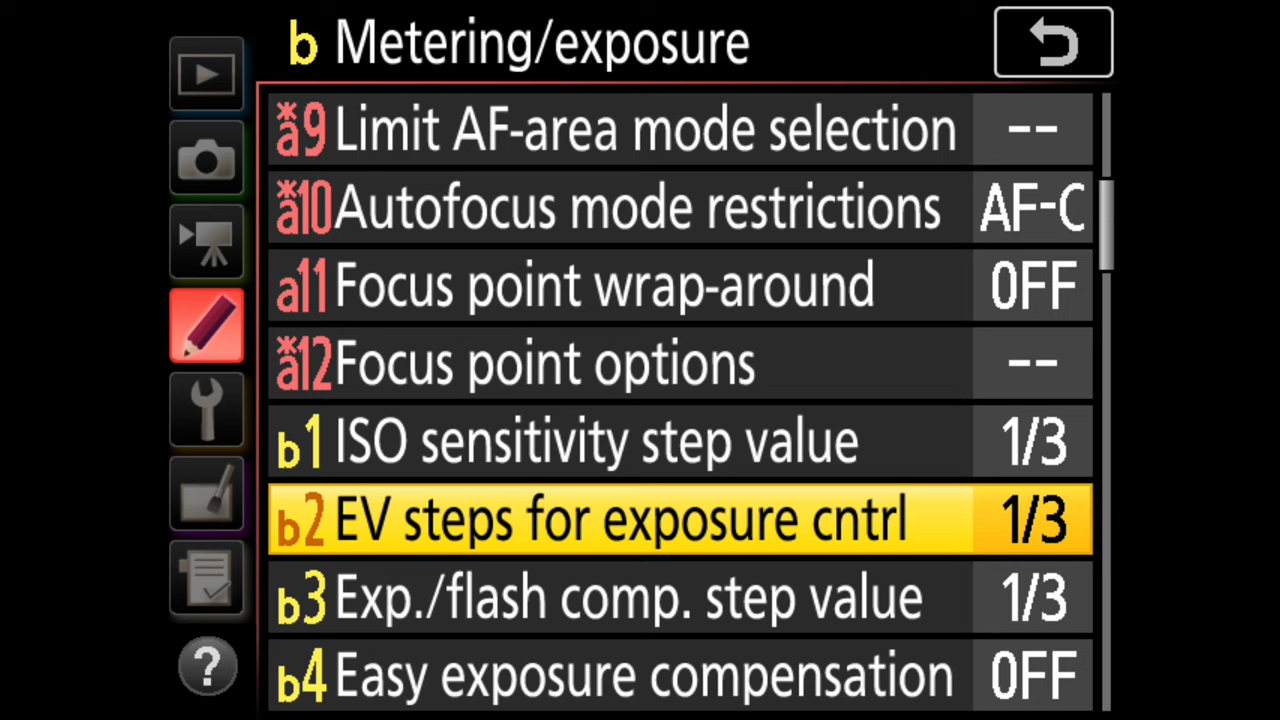 b Metering/exposure
*a9 Limit AF-area mode selection --
*a10 Autofocus mode restrictions AF-C
a11 Focus point wrap-around OFF
*a12 Focus point options --
b1 ISO sensitivity step value 1/3
b2 EV steps for exposure cntrl 1/3
b3 Exp./flash comp. step value 1/3
b4 Easy exposure compensation OFF
?